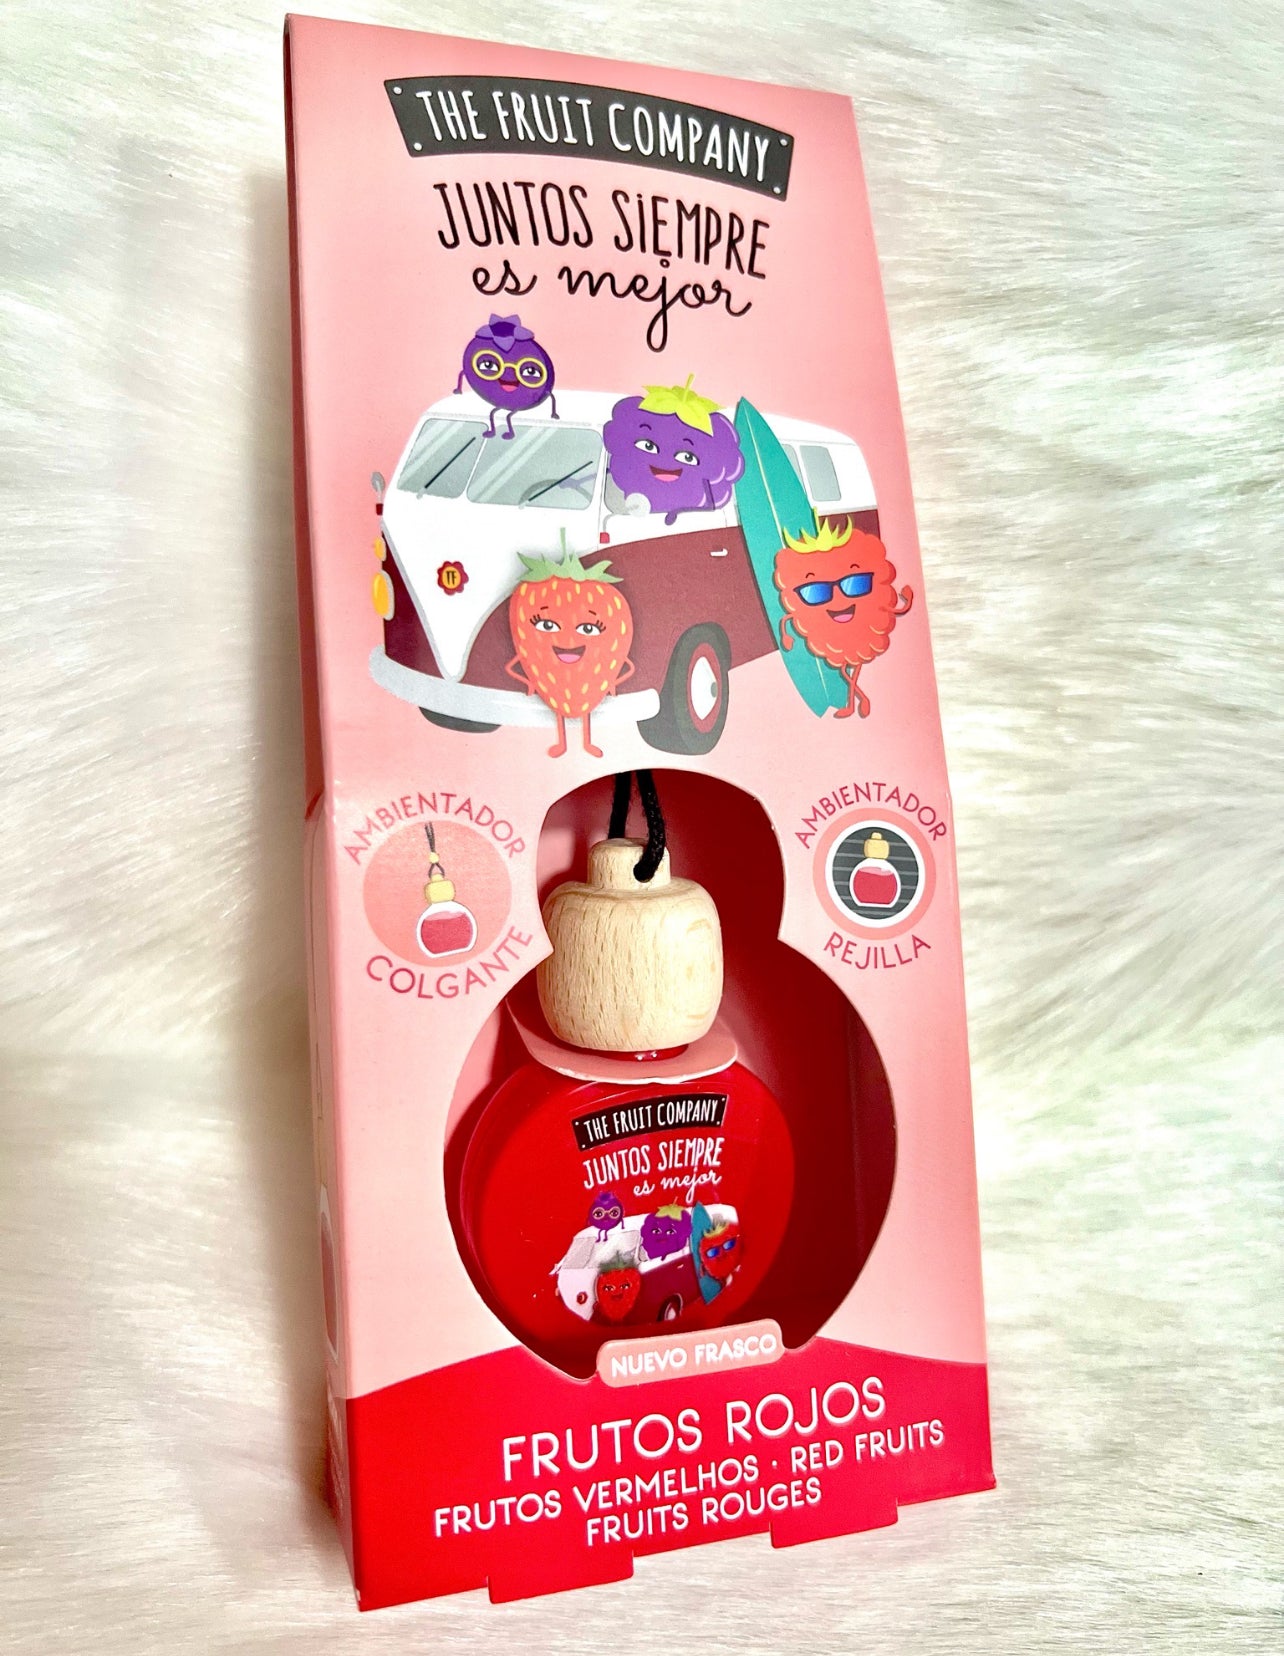 THE FRUIT COMPANY
JUNTOS SIEMPRE
es mejor
TF
AMBIENTADOR
COLGANTE
AMBIENTADOR
REJILLA
THE FRUIT COMPANY
JUNTOS SIEMPRE
es mejor
NUEVO FRASCO
FRUTOS ROJOS
FRUTOS VERMELHOS · RED FRUITS
FRUITS ROUGES